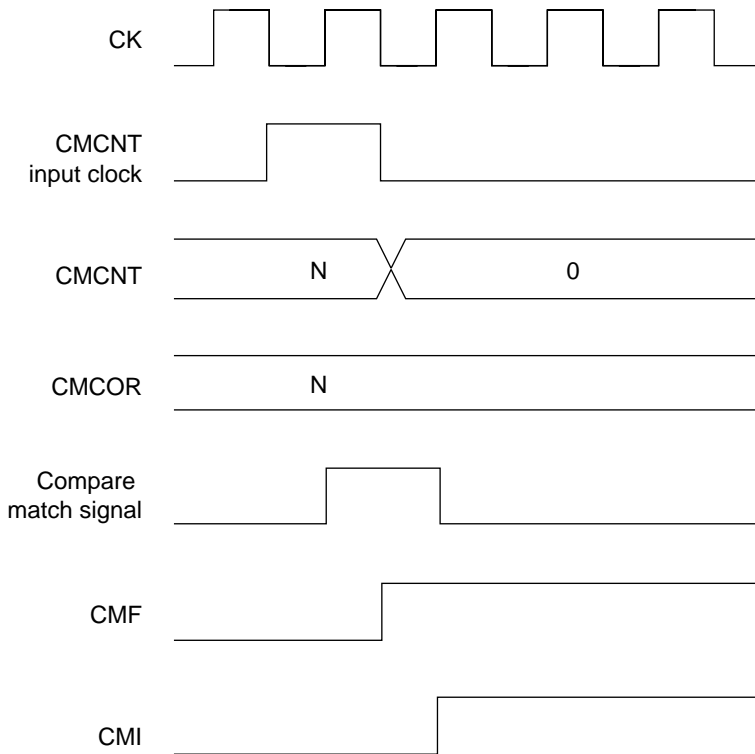 CK
CMCNT
input clock
CMCNT
N
0
CMCOR
N
Compare
match signal
CMF
CMI